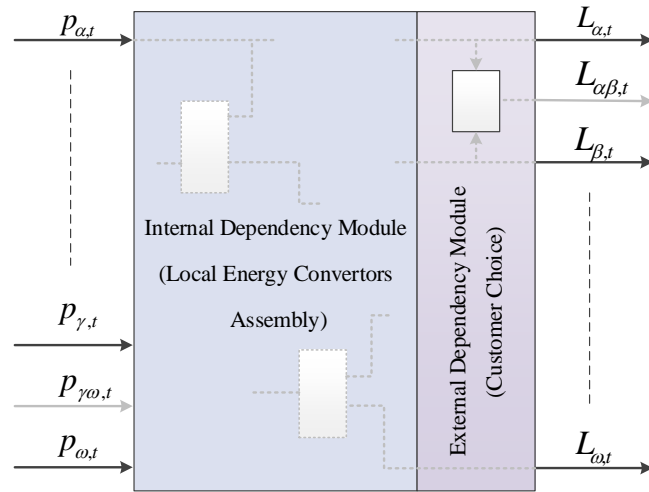 p_{α,t}
L_{α,t}
L_{αβ,t}
L_{β,t}
Internal Dependency Module
(Local Energy Convertors
Assembly)
External Dependency Module
(Customer Choice)
p_{γ,t}
p_{γω,t}
p_{ω,t}
L_{ω,t}